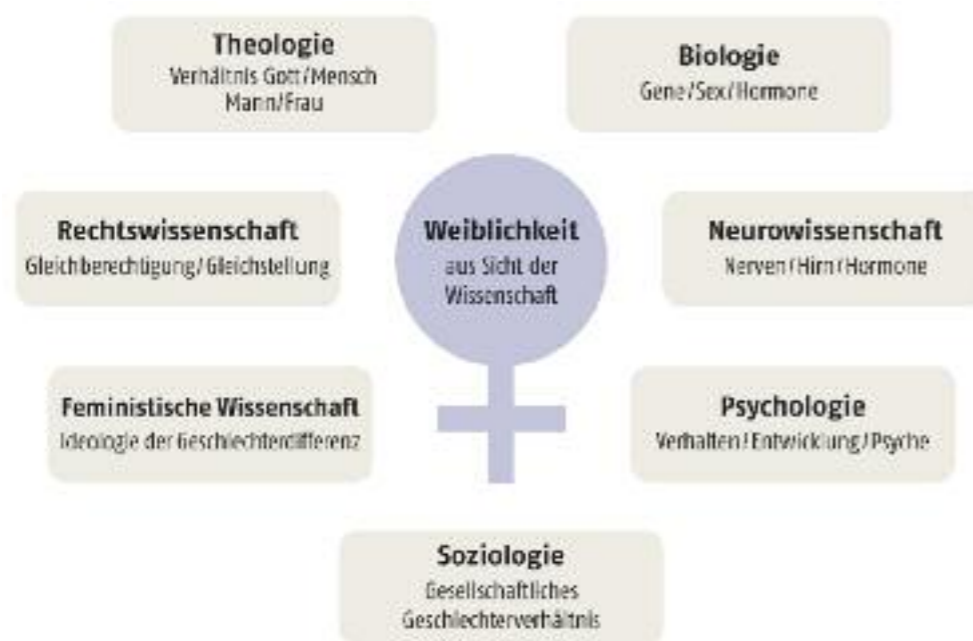 Theologie
Verhältnis Gott/Mensch
Mann/Frau
Biologie
Gene/Sex/Hormone
Rechtswissenschaft
Gleichberechtigung/Gleichstellung
Weiblichkeit
aus Sicht der
Wissenschaft
Neurowissenschaft
Nerven/Hirn/Hormone
Feministische Wissenschaft
Ideologie der Geschlechterdifferenz
Psychologie
Verhalten/Entwicklung/Psyche
Soziologie
Gesellschaftliches
Geschlechterverhältnis